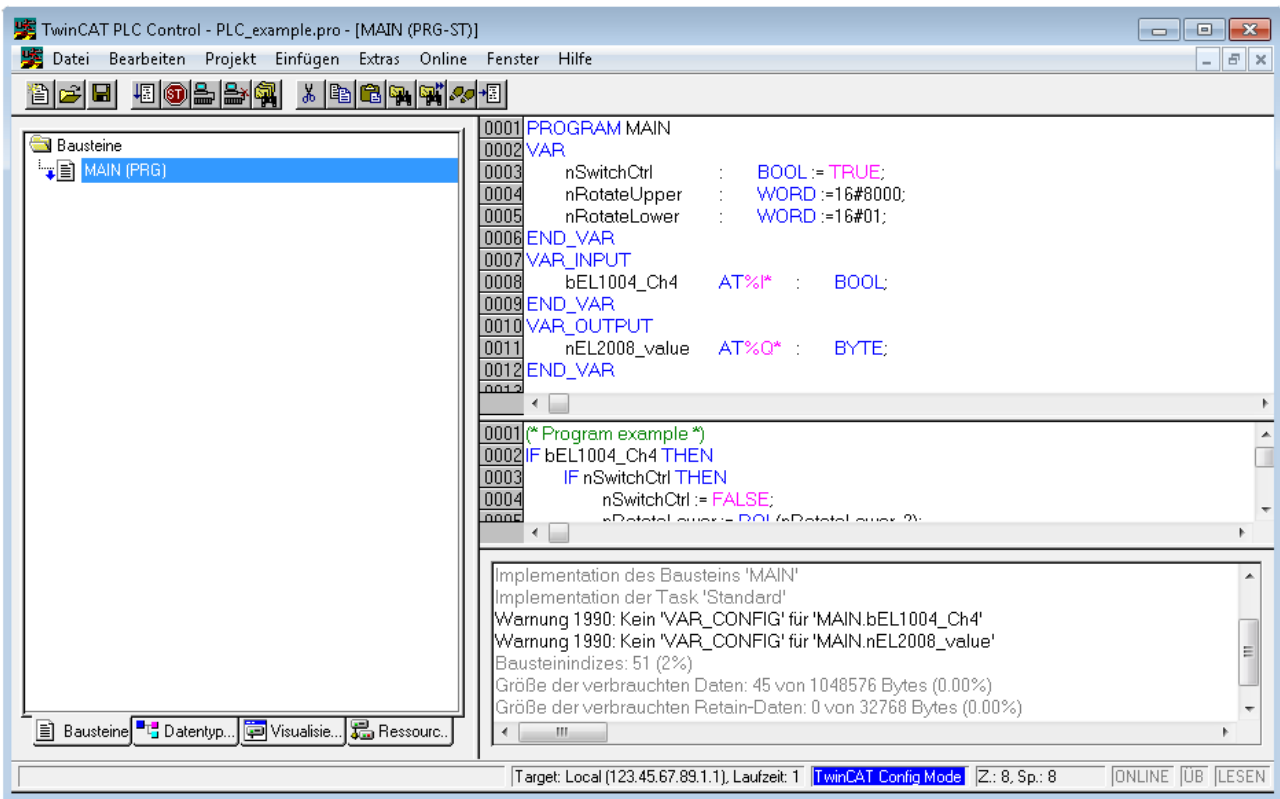 TwinCAT PLC Control - PLC_example.pro - [MAIN (PRG-ST)]
Datei Bearbeiten Projekt Einfügen Extras Online Fenster Hilfe
Bausteine
MAIN (PRG)
0001 PROGRAM MAIN
0002 VAR
0003 nSwitchCtrl : BOOL := TRUE;
0004 nRotateUpper : WORD :=16#8000;
0005 nRotateLower : WORD :=16#01;
0006 END_VAR
0007 VAR_INPUT
0008 bEL1004_Ch4 AT%I* : BOOL;
0009 END_VAR
0010 VAR_OUTPUT
0011 nEL2008_value AT%Q* : BYTE;
0012 END_VAR
0013
0001 (* Program example *)
0002 IF bEL1004_Ch4 THEN
0003 IF nSwitchCtrl THEN
0004 nSwitchCtrl := FALSE;
0005 nRotateLower := ROL(nRotateLower, 2);
Implementation des Bausteins 'MAIN'
Implementation der Task 'Standard'
Warnung 1990: Kein 'VAR_CONFIG' für 'MAIN.bEL1004_Ch4'
Warnung 1990: Kein 'VAR_CONFIG' für 'MAIN.nEL2008_value'
Bausteinindizes: 51 (2%)
Größe der verbrauchten Daten: 45 von 1048576 Bytes (0.00%)
Größe der verbrauchten Retain-Daten: 0 von 32768 Bytes (0.00%)
Bausteine Datentyp... Visualisie... Ressourc..
Target: Local (123.45.67.89.1.1), Laufzeit: 1 TwinCAT Config Mode Z.: 8, Sp.: 8 ONLINE ÜB LESEN